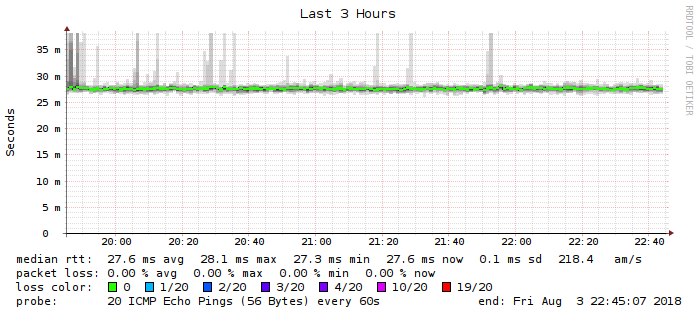 Last 3 Hours
RRDTOOL / TOBI OETIKER
Seconds
35 m
30 m
25 m
20 m
15 m
10 m
5 m
0
20:00 20:20 20:40 21:00 21:20 21:40 22:00 22:20 22:40
median rtt: 27.6 ms avg 28.1 ms max 27.3 ms min 27.6 ms now 0.1 ms sd 218.4 am/s
packet loss: 0.00 % avg 0.00 % max 0.00 % min 0.00 % now
loss color: 0 1/20 2/20 3/20 4/20 10/20 19/20
probe: 20 ICMP Echo Pings (56 Bytes) every 60s end: Fri Aug 3 22:45:07 2018